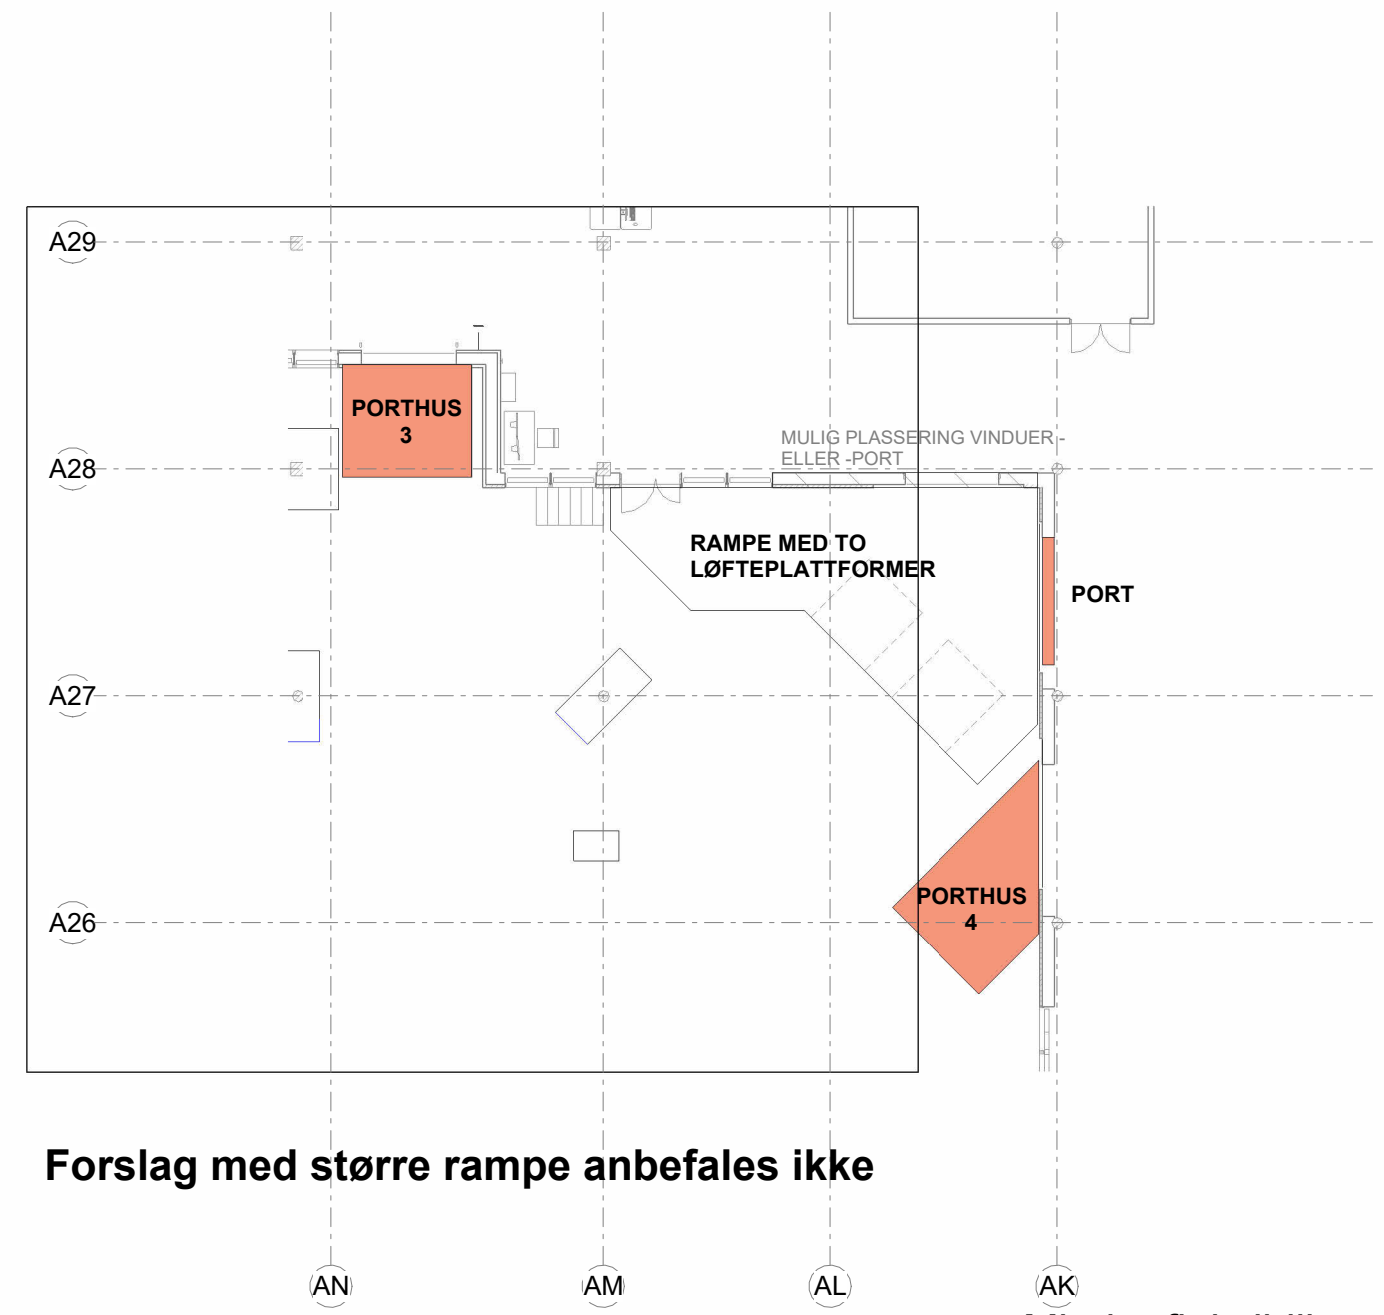 A29
PORTHUS
3
MULIG PLASSERING VINDUER -
ELLER -PORT
A28
RAMPE MED TO
LØFTEPLATTFORMER
PORT
A27
PORTHUS
4
A26
Forslag med større rampe anbefales ikke
AN
AM
AL
AK